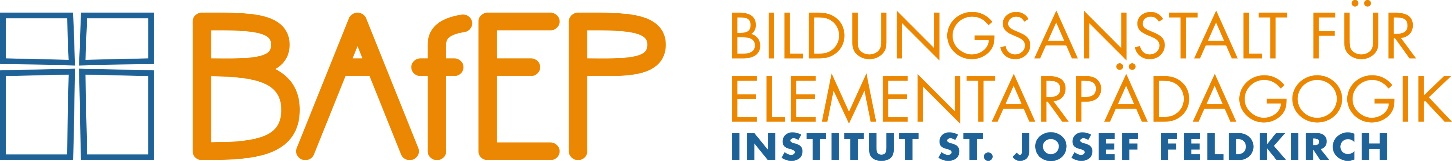 BAfEP
BILDUNGSANSTALT FÜR
ELEMENTARPÄDAGOGIK
INSTITUT ST. JOSEF FELDKIRCH